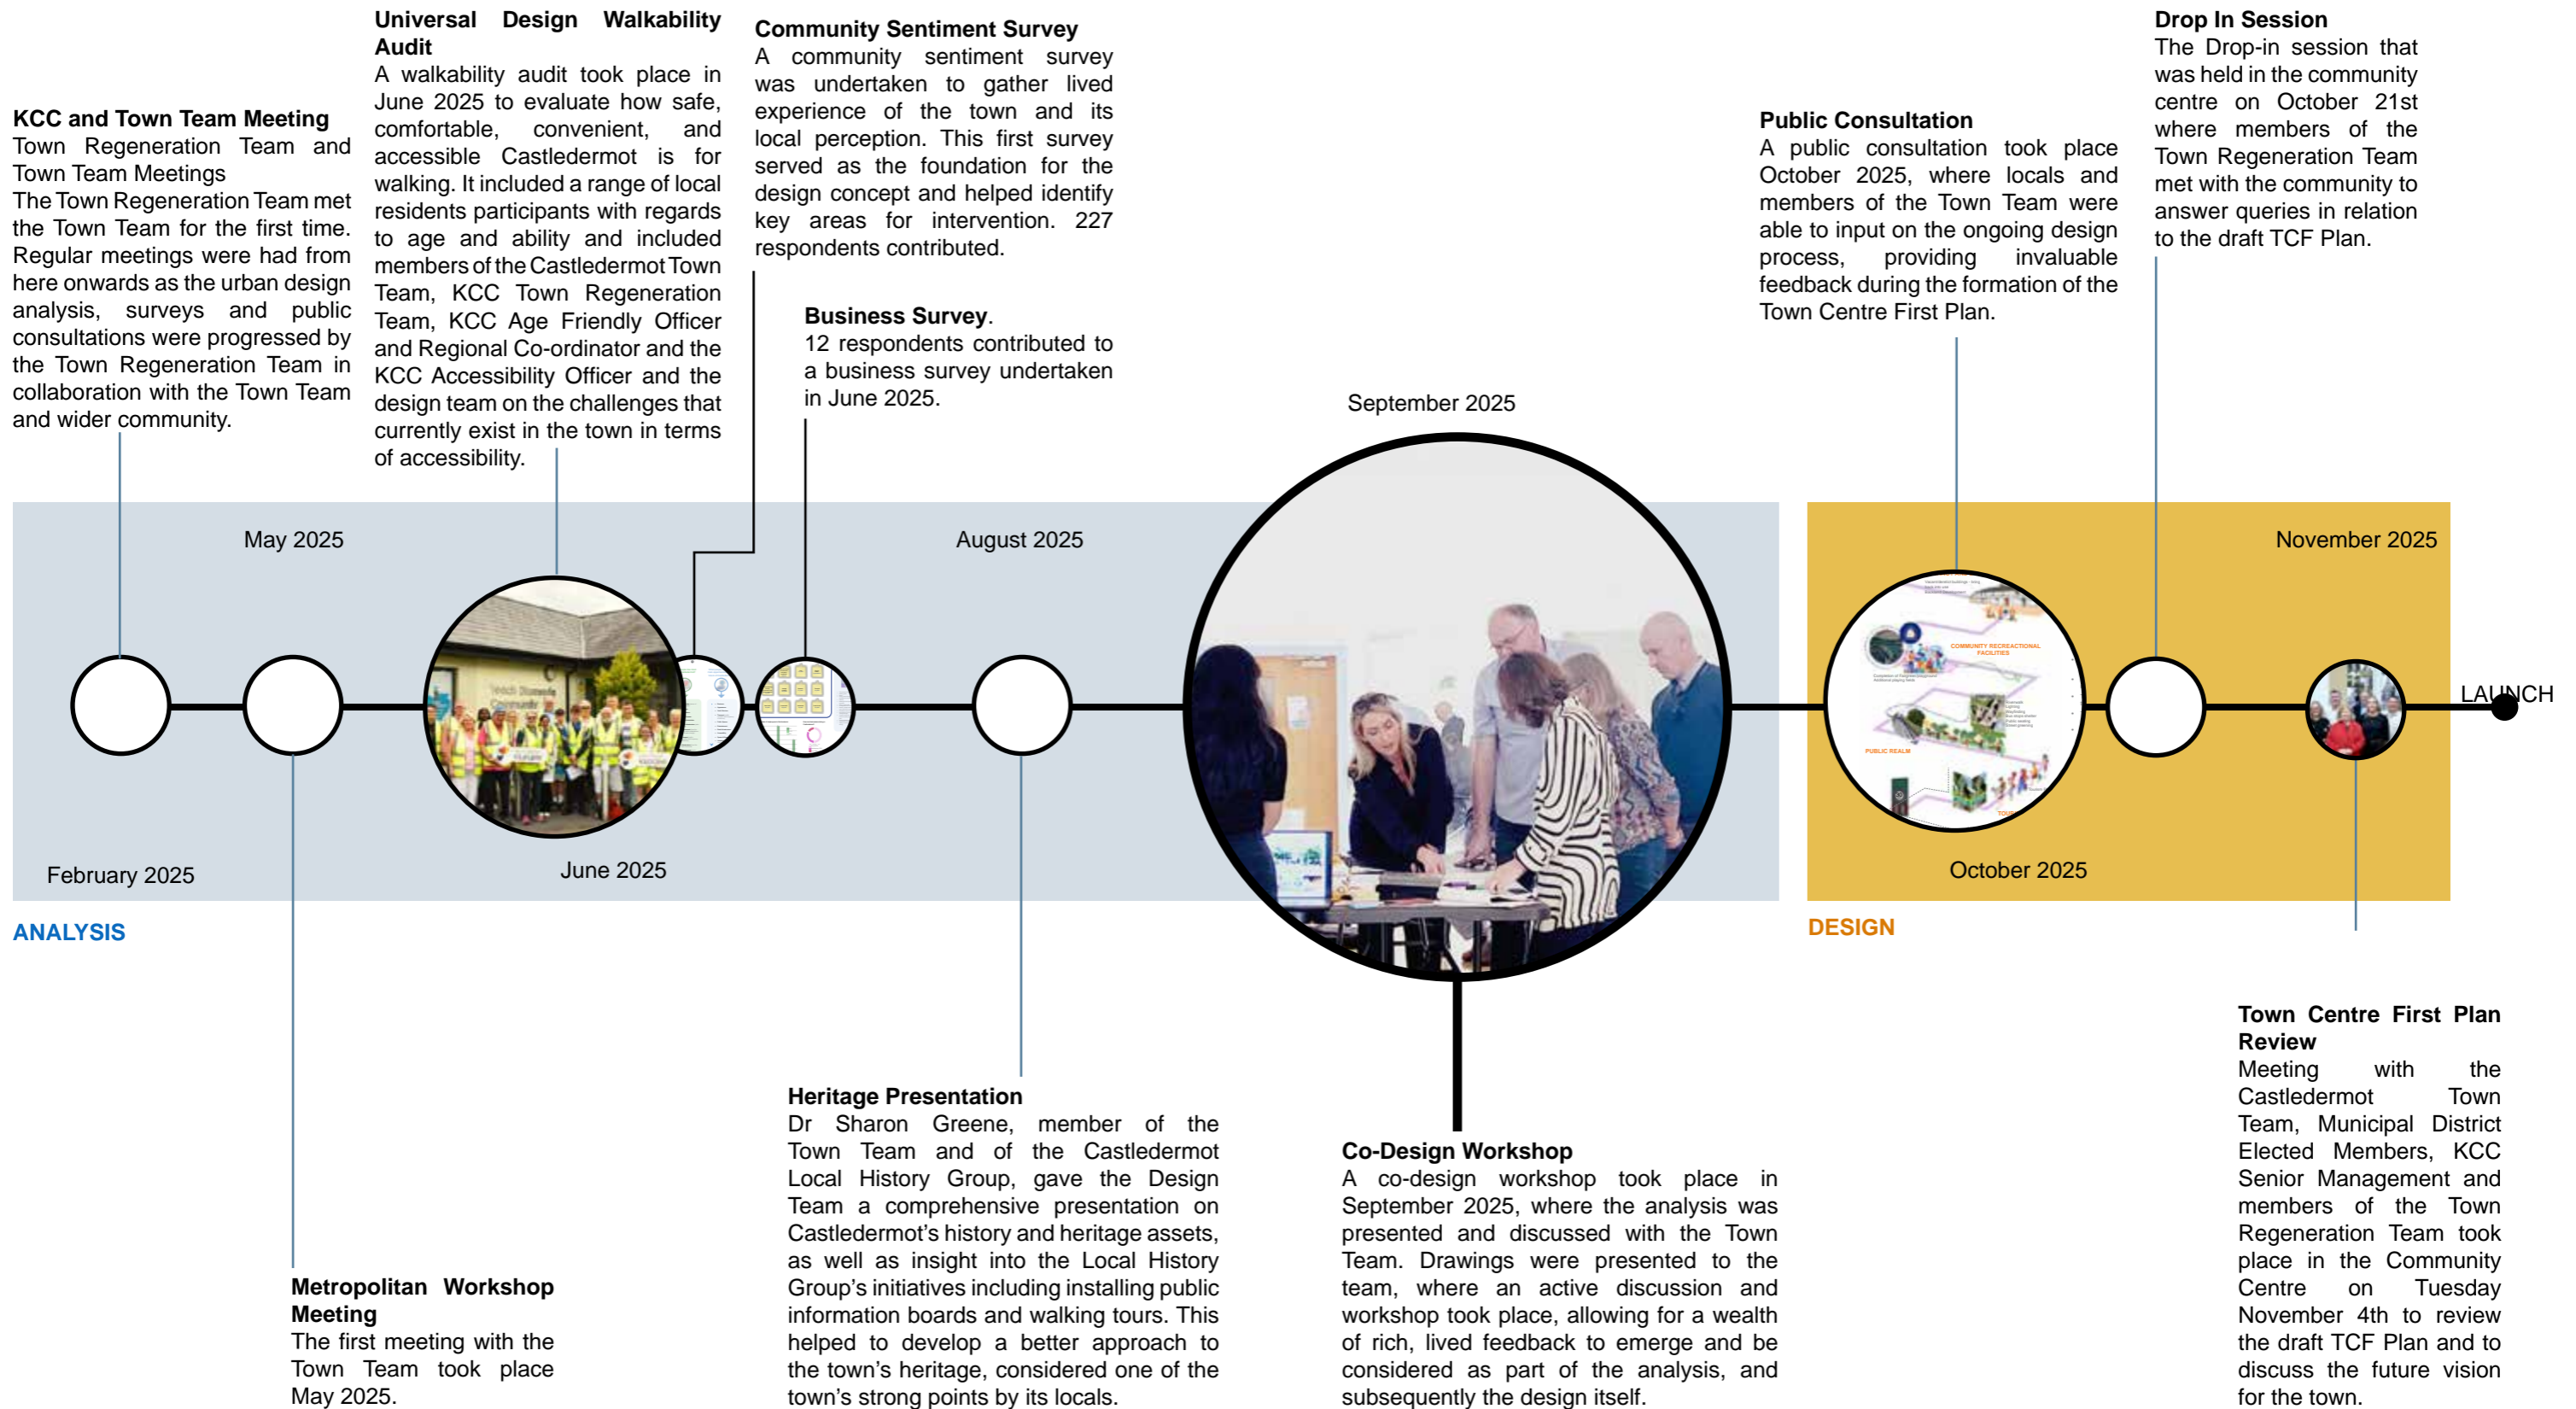 KCC and Town Team Meeting
Town Regeneration Team and
Town Team Meetings
The Town Regeneration Team met
the Town Team for the first time.
Regular meetings were had from
here onwards as the urban design
analysis, surveys and public
consultations were progressed by
the Town Regeneration Team in
collaboration with the Town Team
and wider community.
Universal Design Walkability
Audit
A walkability audit took place in
June 2025 to evaluate how safe,
comfortable, convenient, and
accessible Castledermot is for
walking. It included a range of local
residents participants with regards
to age and ability and included
members of the Castledermot Town
Team, KCC Town Regeneration
Team, KCC Age Friendly Officer
and Regional Co-ordinator and the
KCC Accessibility Officer and the
design team on the challenges that
currently exist in the town in terms
of accessibility.
Community Sentiment Survey
A community sentiment survey
was undertaken to gather lived
experience of the town and its
local perception. This first survey
served as the foundation for the
design concept and helped identify
key areas for intervention. 227
respondents contributed.
Business Survey.
12 respondents contributed to
a business survey undertaken
in June 2025.
September 2025
Public Consultation
A public consultation took place
October 2025, where locals and
members of the Town Team were
able to input on the ongoing design
process, providing invaluable
feedback during the formation of the
Town Centre First Plan.
Drop In Session
The Drop-in session that
was held in the community
centre on October 21st
where members of the
Town Regeneration Team
met with the community to
answer queries in relation
to the draft TCF Plan.
May 2025
August 2025
November 2025
COMMUNITY RECREACTIONAL
FACILITIES
PUBLIC REALM
LAUNCH
February 2025
June 2025
October 2025
ANALYSIS
DESIGN
Metropolitan Workshop
Meeting
The first meeting with the
Town Team took place
May 2025.
Heritage Presentation
Dr Sharon Greene, member of the
Town Team and of the Castledermot
Local History Group, gave the Design
Team a comprehensive presentation on
Castledermot's history and heritage assets,
as well as insight into the Local History
Group's initiatives including installing public
information boards and walking tours. This
helped to develop a better approach to
the town's heritage, considered one of the
town's strong points by its locals.
Co-Design Workshop
A co-design workshop took place in
September 2025, where the analysis was
presented and discussed with the Town
Team. Drawings were presented to the
team, where an active discussion and
workshop took place, allowing for a wealth
of rich, lived feedback to emerge and be
considered as part of the analysis, and
subsequently the design itself.
Town Centre First Plan
Review
Meeting with the
Castledermot Town
Team, Municipal District
Elected Members, KCC
Senior Management and
members of the Town
Regeneration Team took
place in the Community
Centre on Tuesday
November 4th to review
the draft TCF Plan and to
discuss the future vision
for the town.